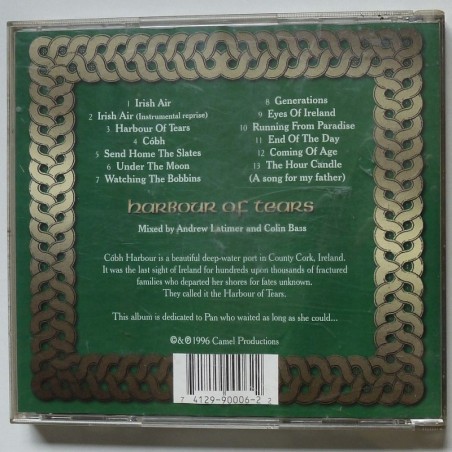 1 Irish Air
2 Irish Air (Instrumental reprise)
3 Harbour Of Tears
4 Cóbh
5 Send Home The Slates
6 Under The Moon
7 Watching The Bobbins
8 Generations
9 Eyes Of Ireland
10 Running From Paradise
11 End Of The Day
12 Coming Of Age
13 The Hour Candle
(A song for my father)
HARBOUR OF TEARS
Mixed by Andrew Latimer and Colin Bass
Cóbh Harbour is a beautiful deep-water port in County Cork, Ireland.
It was the last sight of Ireland for hundreds upon thousands of fractured
families who departed her shores for fates unknown.
They called it the Harbour of Tears.
This album is dedicated to Pan who waited as long as she could...
©&℗1996 Camel Productions
7 4129-90006-2 2